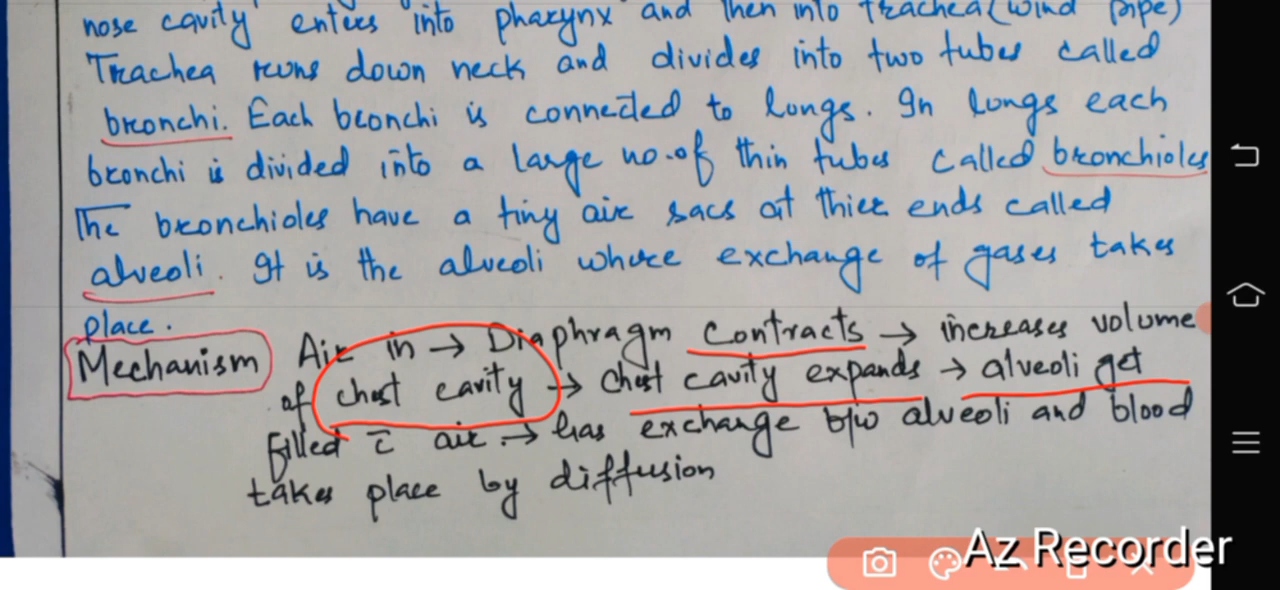 nose cavity enters into pharynx and then into trachea (wind pipe)
Trachea runs down neck and divides into two tubes called
bronchi. Each bronchi is connected to lungs. In lungs each
bronchi is divided into a large no. of thin tubes called bronchioles
The bronchioles have a tiny air sacs at thier ends called
alveoli. It is the alveoli where exchange of gases takes
place.
Mechanism Air in → Diaphragm contracts → increases volume
of chest cavity → chest cavity expands → alveoli get
filled c̄ air → Gas exchange b/w alveoli and blood
takes place by diffusion
Az Recorder